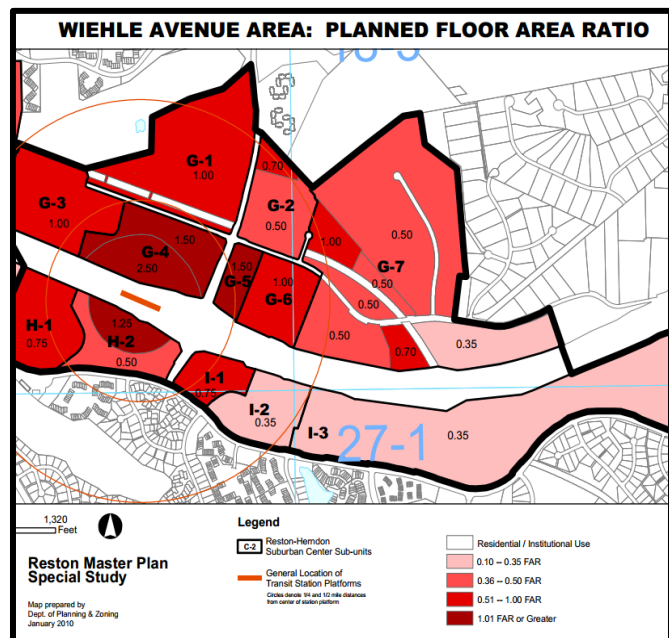 WIEHLE AVENUE AREA: PLANNED FLOOR AREA RATIO
G-1
1.00
0.70
G-3
1.00
G-2
0.50
1.00
0.50
G-4
1.50
2.50
1.50
G-5
1.00
G-6
G-7
0.50
0.50
0.50
0.70
0.35
H-1
0.75
1.25
H-2
0.50
I-1
0.75
I-2
0.35
I-3
27-1
0.35
1,320
Feet
Reston Master Plan
Special Study
Map prepared by
Dept. of Planning & Zoning
January 2010
Legend
C-2
Reston-Herndon
Suburban Center Sub-units
General Location of
Transit Station Platforms
Circles denote 1/4 and 1/2 mile distances
from center of station platform
Residential / Institutional Use
0.10 -- 0.35 FAR
0.36 -- 0.50 FAR
0.51 -- 1.00 FAR
1.01 FAR or Greater